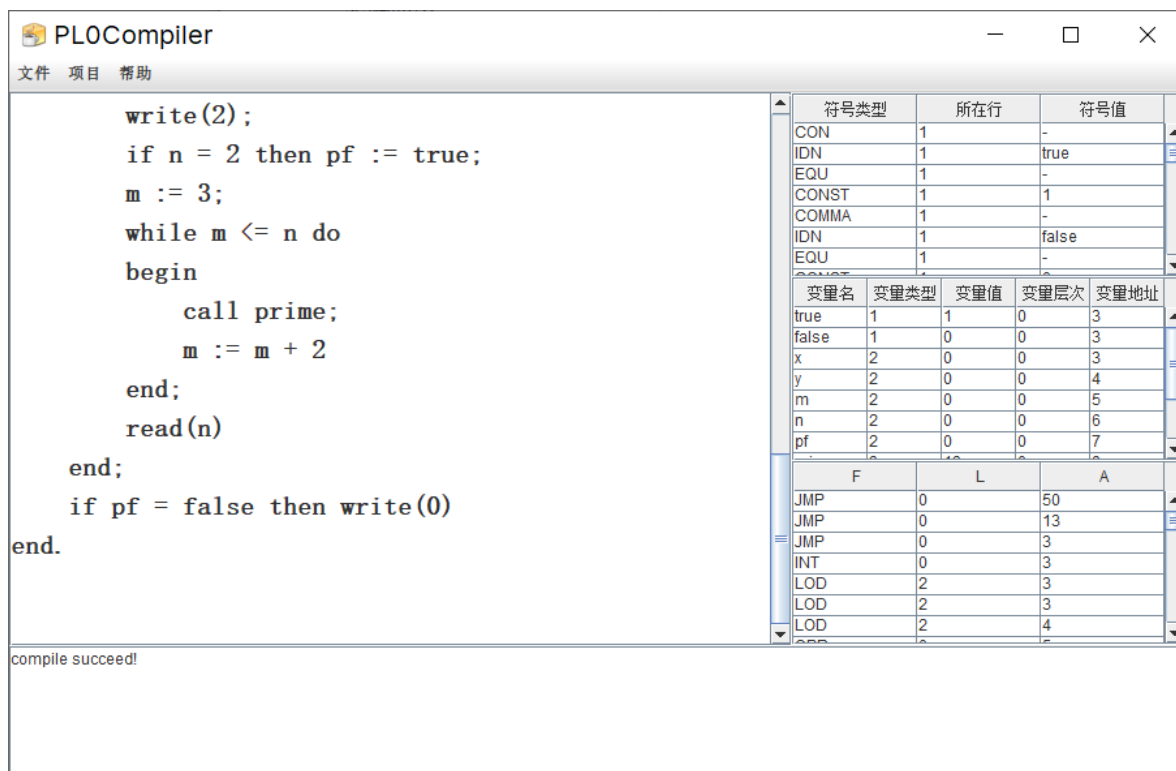 PL0Compiler
文件 项目 帮助
write(2);
if n = 2 then pf := true;
m := 3;
while m <= n do
begin
call prime;
m := m + 2
end;
read(n)
end;
if pf = false then write(0)
end.
符号类型 所在行 符号值
CON 1 -
IDN 1 true
EQU 1 -
CONST 1 1
COMMA 1 -
IDN 1 false
EQU 1 -
变量名 变量类型 变量值 变量层次 变量地址
true 1 1 0 3
false 1 0 0 3
x 2 0 0 3
y 2 0 0 4
m 2 0 0 5
n 2 0 0 6
pf 2 0 0 7
F L A
JMP 0 50
JMP 0 13
JMP 0 3
INT 0 3
LOD 2 3
LOD 2 3
LOD 2 4
compile succeed!